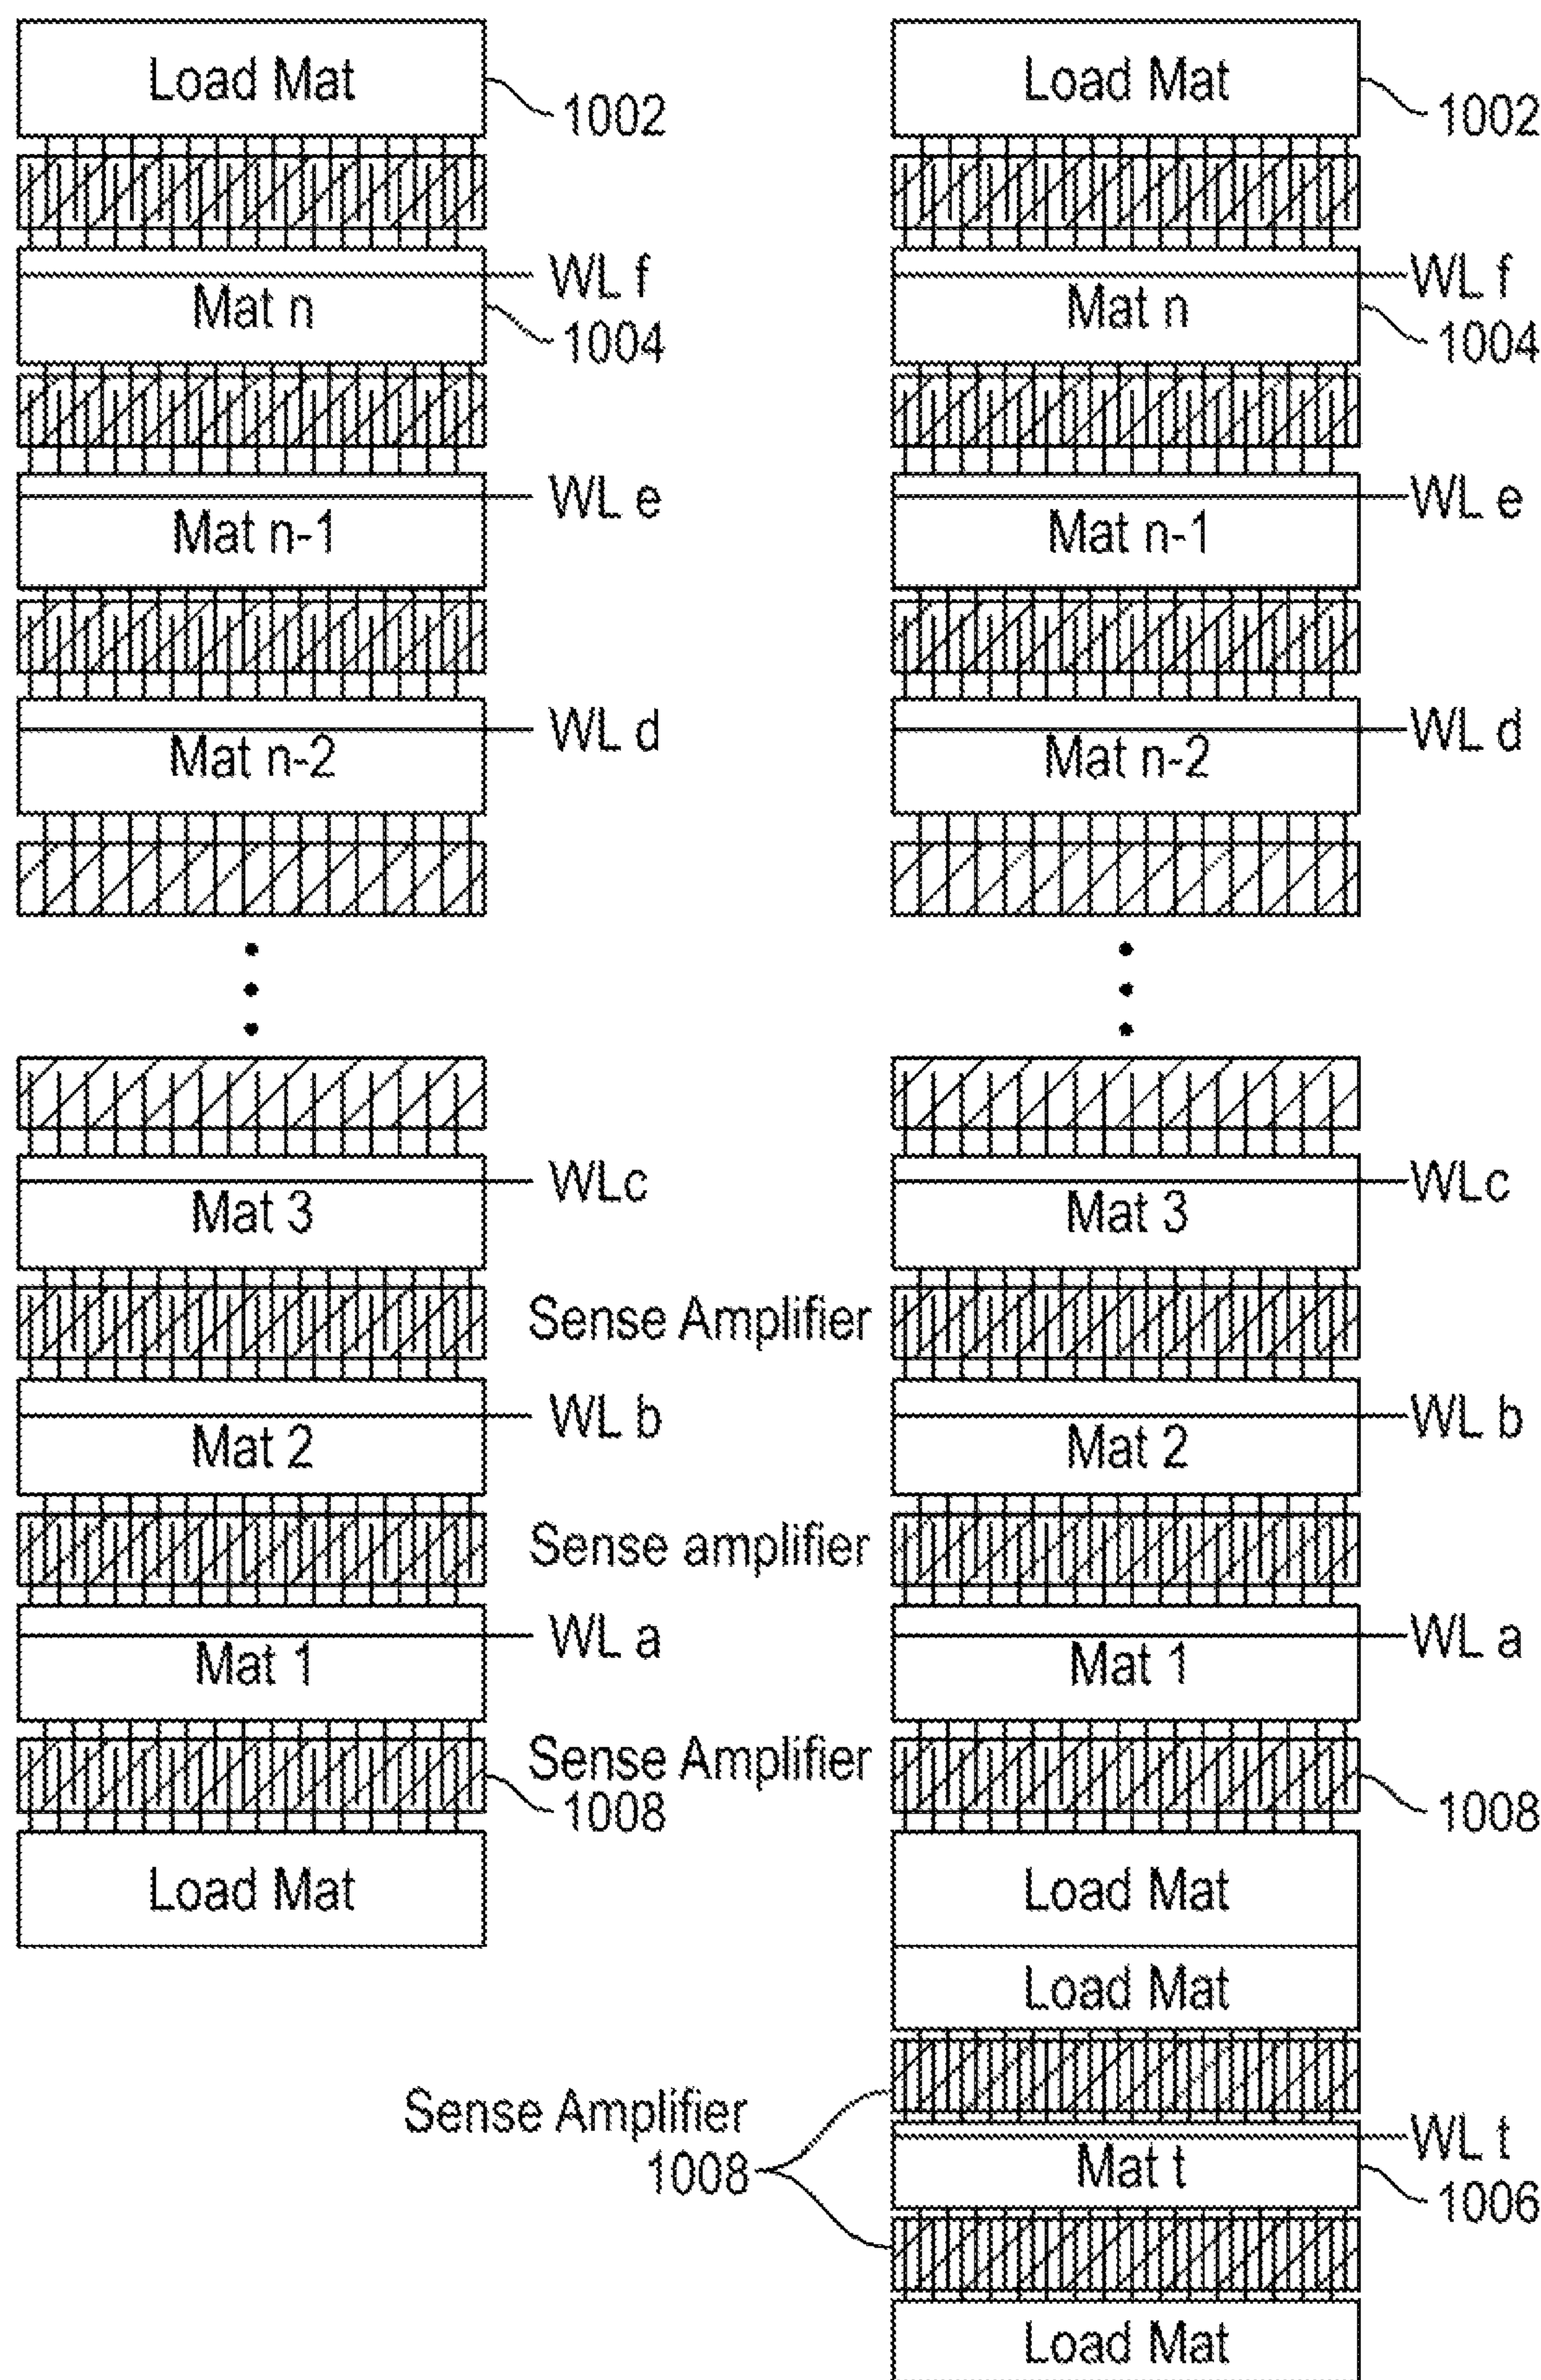 Load Mat
1002
WL f
Mat n
1004
WL e
Mat n-1
WL d
Mat n-2
WLc
Mat 3
Sense Amplifier
WL b
Mat 2
Sense amplifier
WL a
Mat 1
Sense Amplifier
1008
Load Mat
Load Mat
1002
WL f
Mat n
1004
WL e
Mat n-1
WL d
Mat n-2
WLc
Mat 3
WL b
Mat 2
WL a
Mat 1
1008
Load Mat
Load Mat
Sense Amplifier
1008
WL t
Mat t
1006
Load Mat